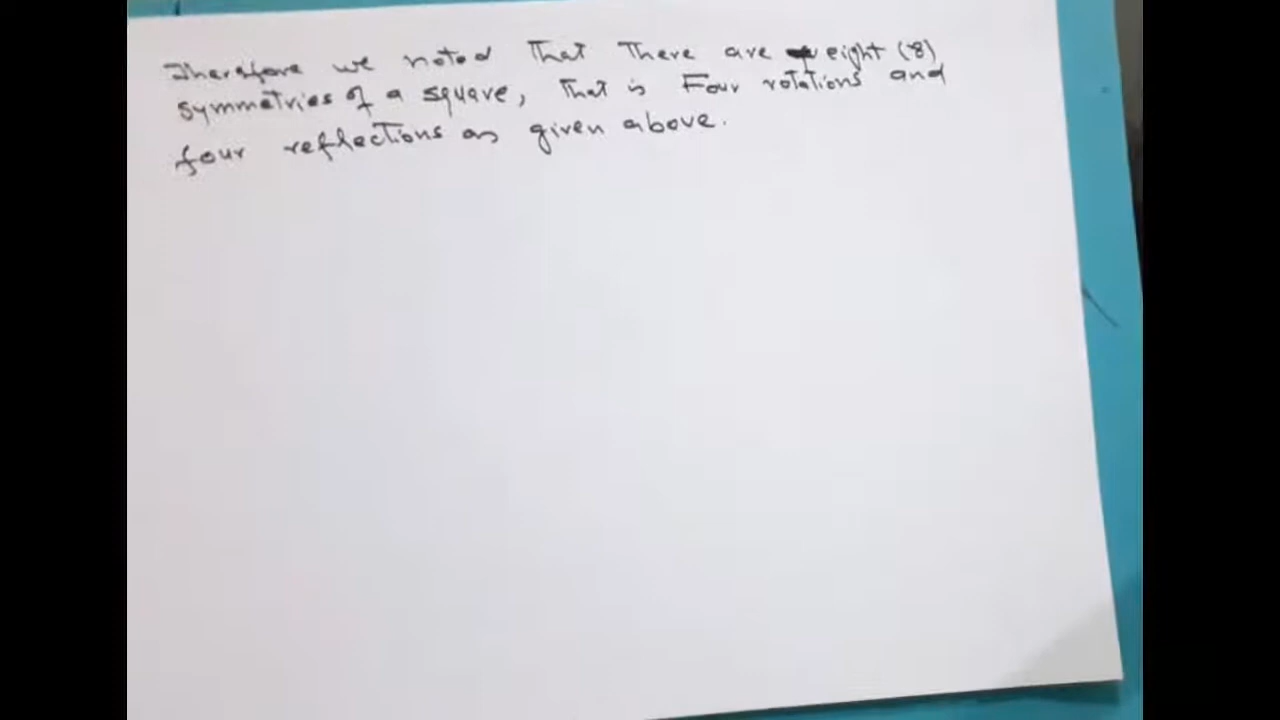 Therefore we noted that there are eight (8)
symmetries of a square, that is Four rotations and
four reflections as given above.